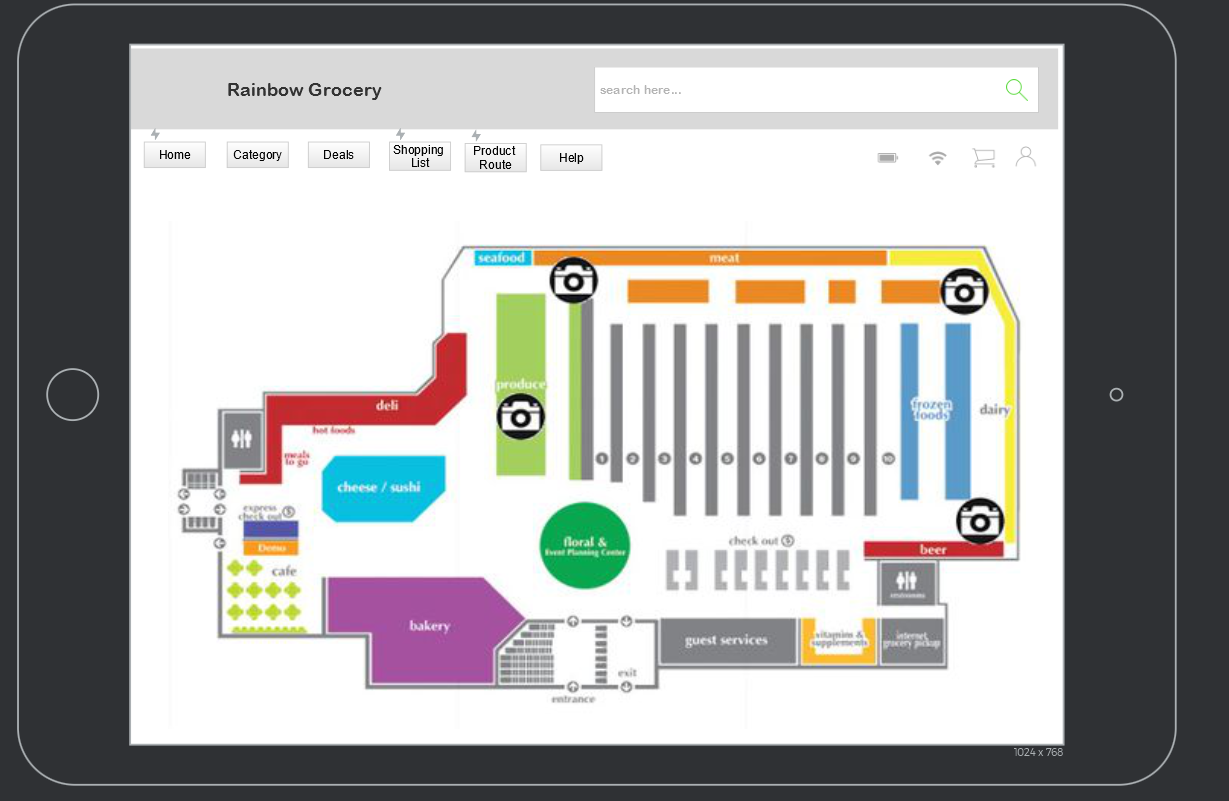 Rainbow Grocery
search here...
Home
Category
Deals
Shopping
List
Product
Route
Help
seafood
meat
produce
deli
hot foods
meals
to go
frozen
foods
dairy
1
2
3
4
5
6
7
8
9
10
cheese / sushi
express
check out $
Demo
cafe
floral &
Event Planning Center
check out $
beer
restrooms
bakery
guest services
vitamins &
supplements
internet
grocery pickup
exit
entrance
1024 x 768